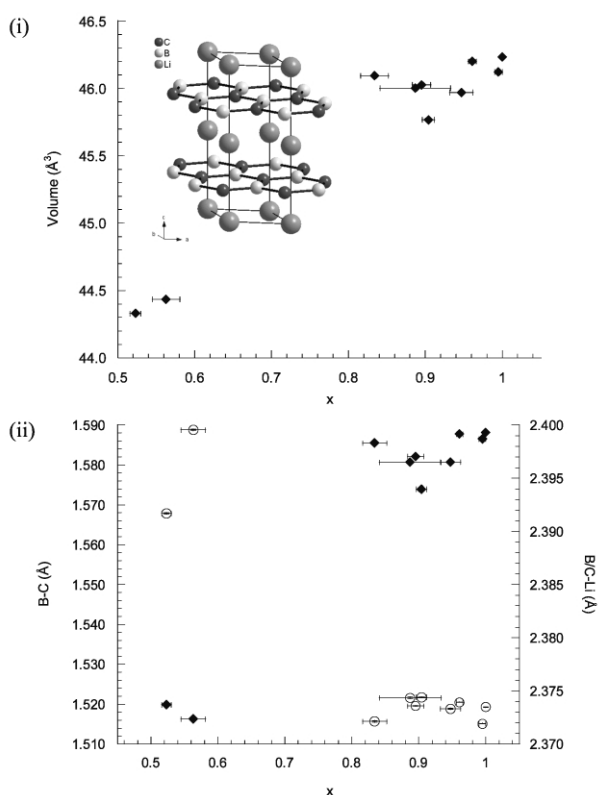 (i)
46.5
46.0
45.5
45.0
44.5
44.0
Volume (Å³)
C
B
Li
c
b
a
0.5 0.6 0.7 0.8 0.9 1
x
(ii)
1.590
1.580
1.570
1.560
1.550
1.540
1.530
1.520
1.510
B-C (Å)
2.400
2.395
2.390
2.385
2.380
2.375
2.370
B/C-Li (Å)
0.5 0.6 0.7 0.8 0.9 1
x